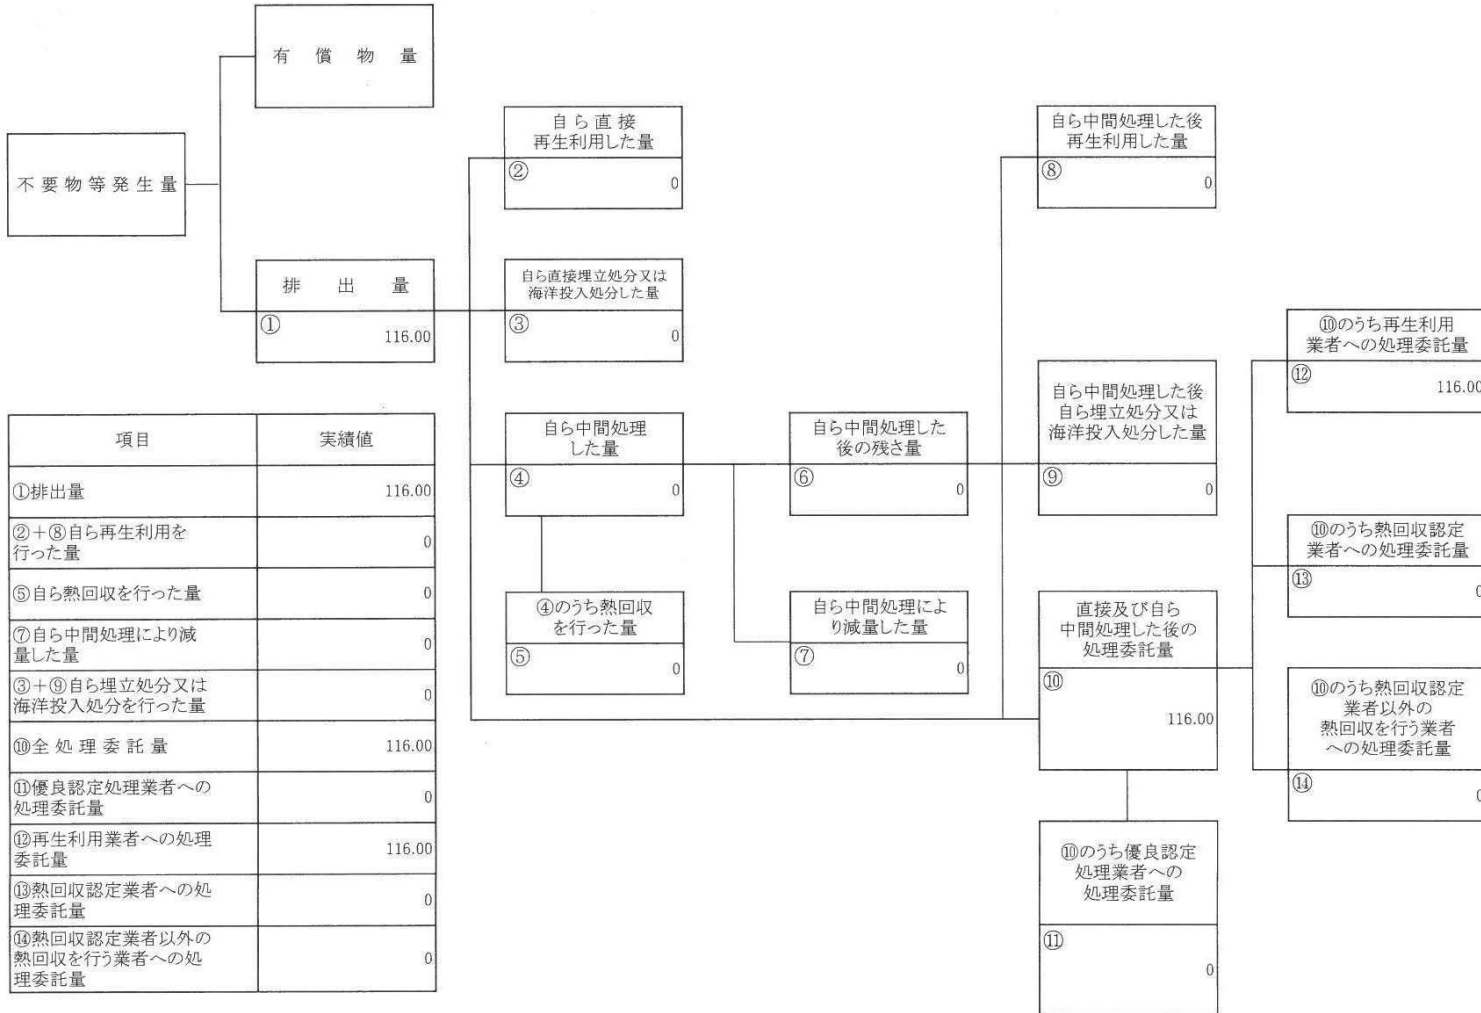 有償物量
不要物等発生量
排出量
①
116.00
自ら直接
再生利用した量
②
0
自ら直接埋立処分又は
海洋投入処分した量
③
0
自ら中間処理
した量
④
0
④のうち熱回収
を行った量
⑤
0
自ら中間処理した
後の残さ量
⑥
0
自ら中間処理によ
り減量した量
⑦
0
自ら中間処理した後
再生利用した量
⑧
0
自ら中間処理した後
自ら埋立処分又は
海洋投入処分した量
⑨
0
直接及び自ら
中間処理した後の
処理委託量
⑩
116.00
⑩のうち優良認定
処理業者への
処理委託量
⑪
0
⑩のうち再生利用
業者への処理委託量
⑫
116.00
⑩のうち熱回収認定
業者への処理委託量
⑬
0
⑩のうち熱回収認定
業者以外の
熱回収を行う業者
への処理委託量
⑭
0
項目 実績値
①排出量 116.00
②+⑧自ら再生利用を
行った量 0
⑤自ら熱回収を行った量 0
⑦自ら中間処理により減
量した量 0
③+⑨自ら埋立処分又は
海洋投入処分を行った量 0
⑩全処理委託量 116.00
⑪優良認定処理業者への
処理委託量 0
⑫再生利用業者への処理
委託量 116.00
⑬熱回収認定業者への処
理委託量 0
⑭熱回収認定業者以外の
熱回収を行う業者への処
理委託量 0